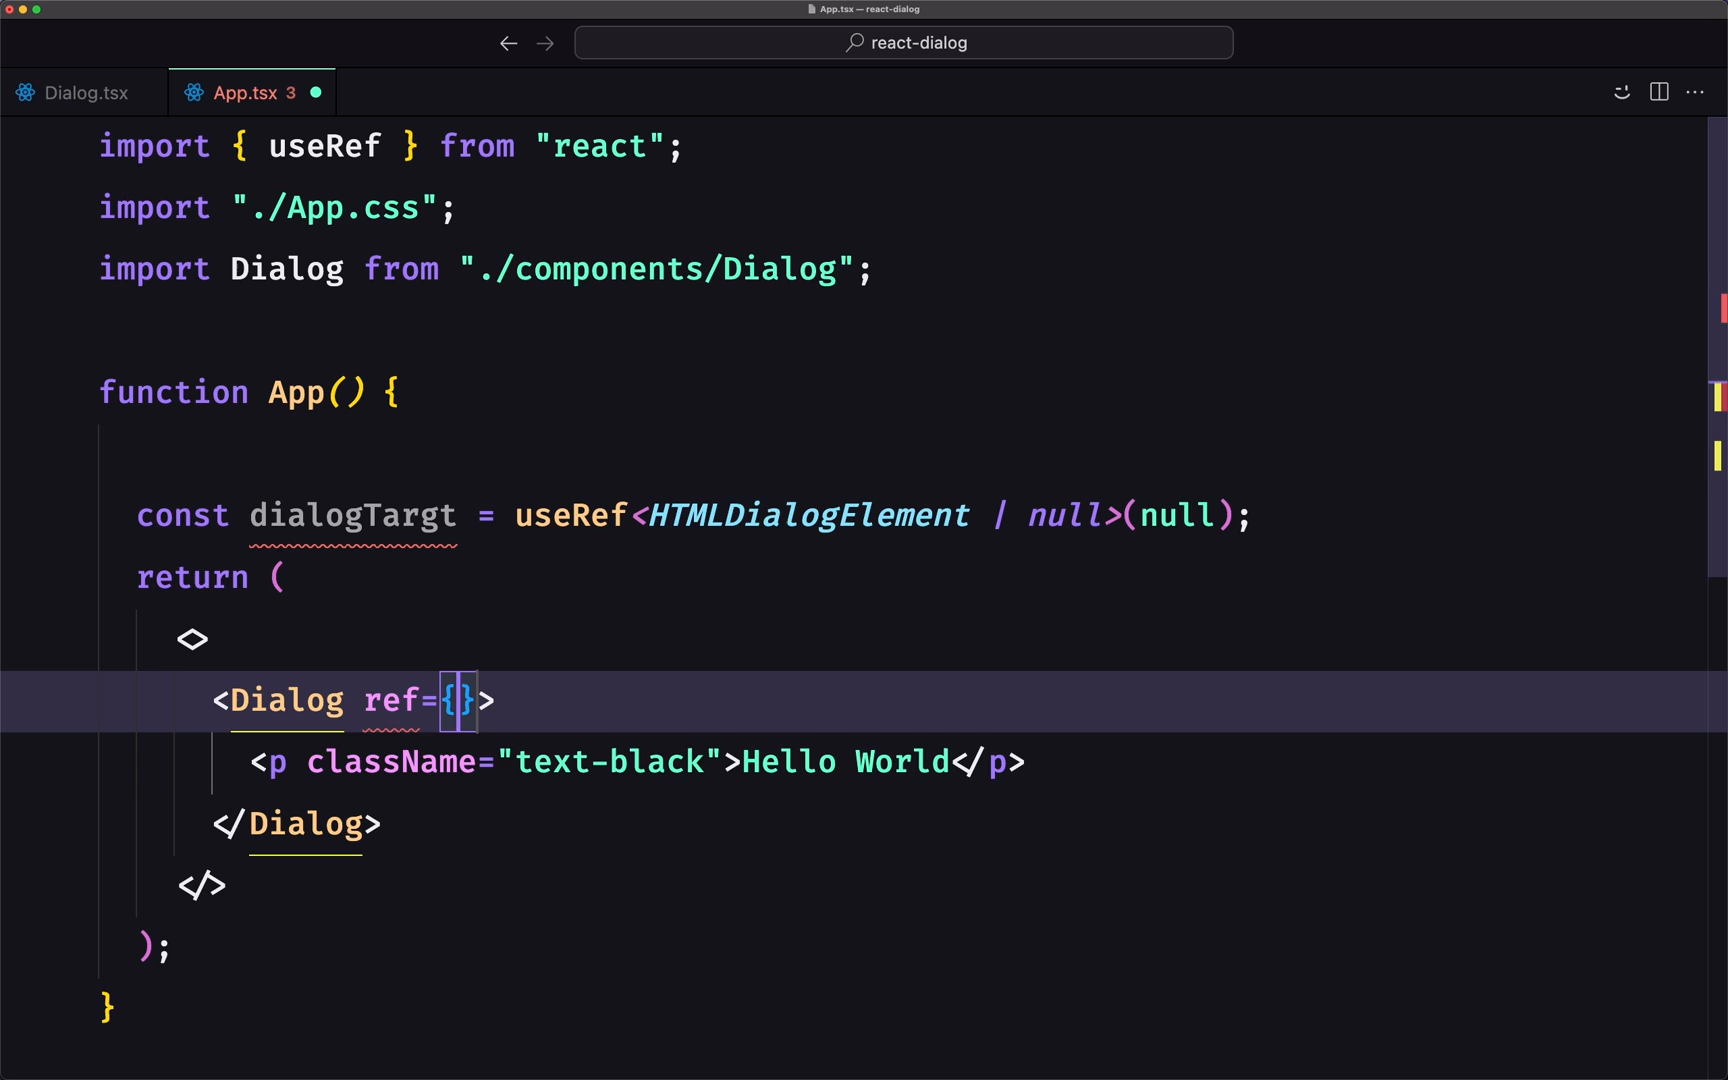 App.tsx — react-dialog
react-dialog
Dialog.tsx
App.tsx 3
import { useRef } from "react";
import "./App.css";
import Dialog from "./components/Dialog";
function App() {
const dialogTargt = useRef<HTMLDialogElement | null>(null);
return (
<>
<Dialog ref={}>
<p className="text-black">Hello World</p>
</Dialog>
</>
);
}